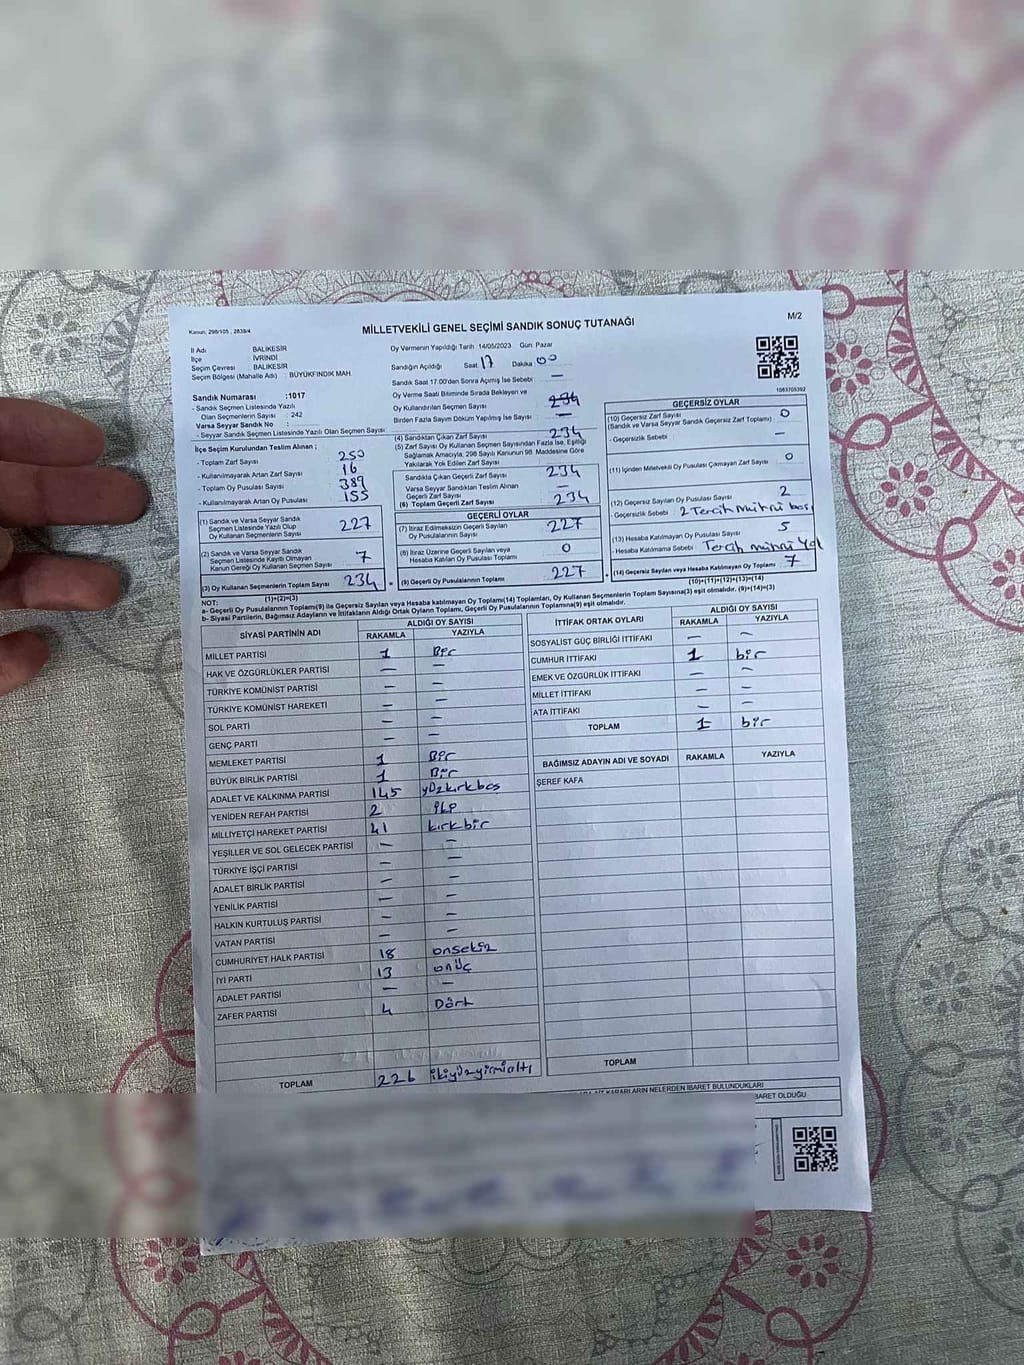 Kanun, 298/105 , 2839/4
MİLLETVEKİLİ GENEL SEÇİMİ SANDIK SONUÇ TUTANAĞI
M/2
İl Adı : BALIKESİR
İlçe : İVRİNDİ
Seçim Çevresi : BALIKESİR
Seçim Bölgesi (Mahalle Adı) : BÜYÜKFINDIK MAH.
Sandık Numarası :1017
- Sandık Seçmen Listesinde Yazılı
Olan Seçmenlerin Sayısı : 242
Varsa Seyyar Sandık No :
- Seyyar Sandık Seçmen Listesinde Yazılı Olan Seçmen Sayısı
İlçe Seçim Kurulundan Teslim Alınan ;
- Toplam Zarf Sayısı 250
- Kullanılmayarak Artan Zarf Sayısı 16
- Toplam Oy Pusulası Sayısı 389
- Kullanılmayarak Artan Oy Pusulası 155
(1) Sandık ve Varsa Seyyar Sandık
Seçmen Listesinde Yazılı Olup
Oy Kullanan Seçmenlerin Sayısı 227
(2) Sandık ve Varsa Seyyar Sandık
Seçmen Listesinde Kayıtlı Olmayan
Kanun Gereği Oy Kullanan Seçmen Sayısı 7
(3) Oy Kullanan Seçmenlerin Toplam Sayısı 234
(1)+(2)=(3)
Oy Vermenin Yapıldığı Tarih 14/05/2023 Gün Pazar
Sandığın Açıldığı Saat 17 Dakika 00
Sandık Saat 17:00'den Sonra Açılmış İse Sebebi —
Oy Verme Saati Bitiminde Sırada Bekleyen ve
Oy Kullandırılan Seçmen Sayısı 234
Birden Fazla Sayım Döküm Yapılmış İse Sayısı —
(4) Sandıktan Çıkan Zarf Sayısı 234
(5) Zarf Sayısı Oy Kullanan Seçmen Sayısından Fazla İse, Eşitliği
Sağlamak Amacıyla; 298 Sayılı Kanunun 98. Maddesine Göre
Yakılarak Yok Edilen Zarf Sayısı
Sandıkta Çıkan Geçerli Zarf Sayısı 234
Varsa Seyyar Sandıktan Teslim Alınan
Geçerli Zarf Sayısı —
(6) Toplam Geçerli Zarf Sayısı 234
GEÇERLİ OYLAR
(7) İtiraz Edilmeksizin Geçerli Sayılan
Oy Pusulalarının Sayısı 227
(8) İtiraz Üzerine Geçerli Sayılan veya
Hesaba Katılan Oy Pusulası Toplamı 0
(9) Geçerli Oy Pusulalarının Toplamı 227
1083705392
GEÇERSİZ OYLAR
(10) Geçersiz Zarf Sayısı 0
(Sandık ve Varsa Seyyar Sandık Geçersiz Zarf Toplamı)
- Geçersizlik Sebebi : —
(11) İçinden Milletvekili Oy Pusulası Çıkmayan Zarf Sayısı 0
(12) Geçersiz Sayılan Oy Pusulası Sayısı 2
- Geçersizlik Sebebi : 2 Tercih mührü
(13) Hesaba Katılmayan Oy Pusulası Sayısı 5
- Hesaba Katılmama Sebebi : Tercih mührü
(14) Geçersiz Sayılan veya Hesaba Katılmayan Oy Toplamı 7
(10)+(11)+(12)+(13)=(14)
NOT:
a- Geçerli Oy Pusulalarının Toplamı(9) ile Geçersiz Sayılan veya Hesaba katılmayan Oy Toplamı(14) Toplamları, Oy Kullanan Seçmenlerin Toplam Sayısına(3) eşit olmalıdır. (9)+(14)=(3)
b- Siyasi Partilerin, Bağımsız Adayların ve İttifakların Aldığı Ortak Oyların Toplamı, Geçerli Oy Pusulalarının Toplamına(9) eşit olmalıdır.
SİYASİ PARTİNİN ADI ALDIĞI OY SAYISI
RAKAMLA YAZIYLA
MİLLET PARTİSİ 1 Bir
HAK VE ÖZGÜRLÜKLER PARTİSİ — —
TÜRKİYE KOMÜNİST PARTİSİ — —
TÜRKİYE KOMÜNİST HAREKETİ — —
SOL PARTİ — —
GENÇ PARTİ — —
MEMLEKET PARTİSİ 1 Bir
BÜYÜK BİRLİK PARTİSİ 1 Bir
ADALET VE KALKINMA PARTİSİ 145 yüzkırkbeş
YENİDEN REFAH PARTİSİ 2 iki
MİLLİYETÇİ HAREKET PARTİSİ 41 kırkbir
YEŞİLLER VE SOL GELECEK PARTİSİ — —
TÜRKİYE İŞÇİ PARTİSİ — —
ADALET BİRLİK PARTİSİ — —
YENİLİK PARTİSİ — —
HALKIN KURTULUŞ PARTİSİ — —
VATAN PARTİSİ — —
CUMHURİYET HALK PARTİSİ 18 onsekiz
İYİ PARTİ 13 onüç
ADALET PARTİSİ — —
ZAFER PARTİSİ 4 Dört
TOPLAM 226 ikiyüzyirmialtı
İTTİFAK ORTAK OYLARI ALDIĞI OY SAYISI
RAKAMLA YAZIYLA
SOSYALİST GÜÇ BİRLİĞİ İTTİFAKI — —
CUMHUR İTTİFAKI 1 bir
EMEK VE ÖZGÜRLÜK İTTİFAKI — —
MİLLET İTTİFAKI — —
ATA İTTİFAKI — —
TOPLAM 1 bir
BAĞIMSIZ ADAYIN ADI VE SOYADI RAKAMLA YAZIYLA
ŞEREF KAFA
TOPLAM
KARARLARIN NELERDEN İBARET BULUNDUKLARI
İBARET OLDUĞU